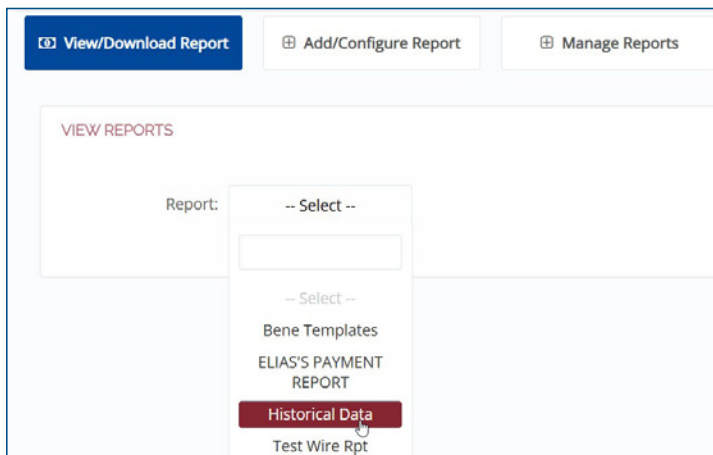 View/Download Report
Add/Configure Report
Manage Reports
VIEW REPORTS
Report:
-- Select --
-- Select --
Bene Templates
ELIAS'S PAYMENT
REPORT
Historical Data
Test Wire Rpt